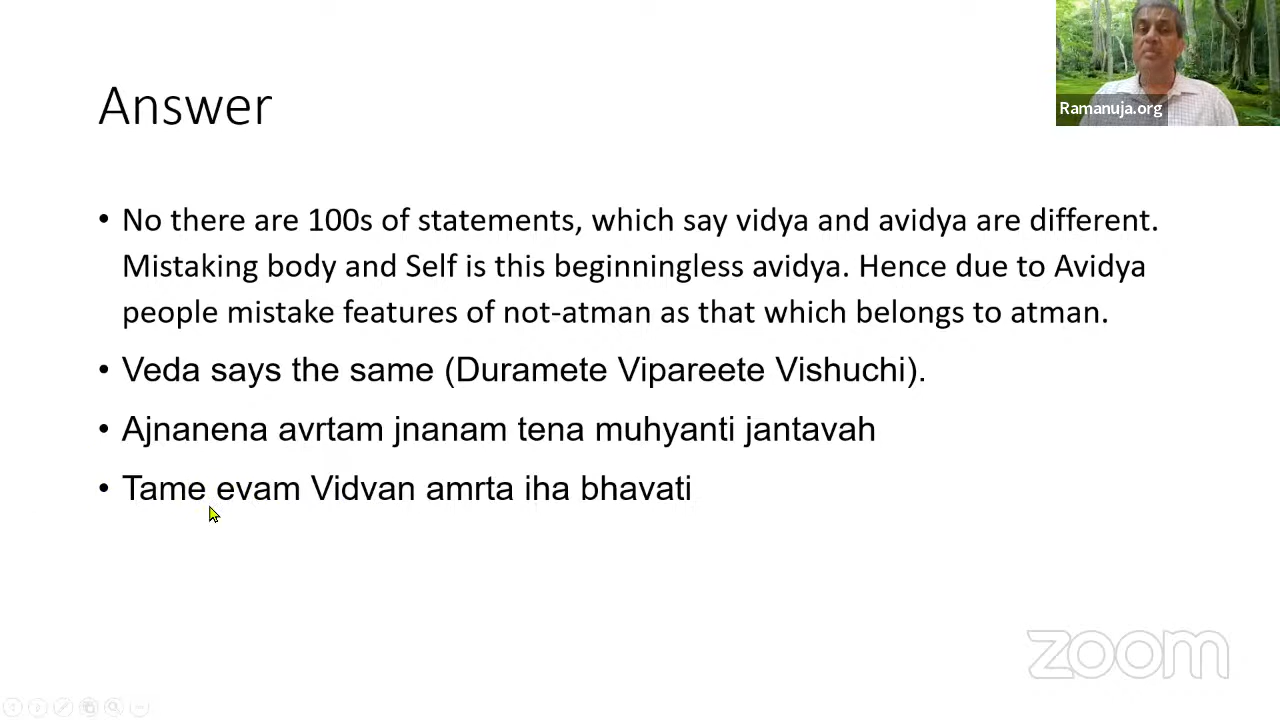 Ramanuja.org
Answer
• No there are 100s of statements, which say vidya and avidya are different.
Mistaking body and Self is this beginningless avidya. Hence due to Avidya
people mistake features of not-atman as that which belongs to atman.
• Veda says the same (Duramete Vipareete Vishuchi).
• Ajnanena avrtam jnanam tena muhyanti jantavah
• Tame evam Vidvan amrta iha bhavati
zoom